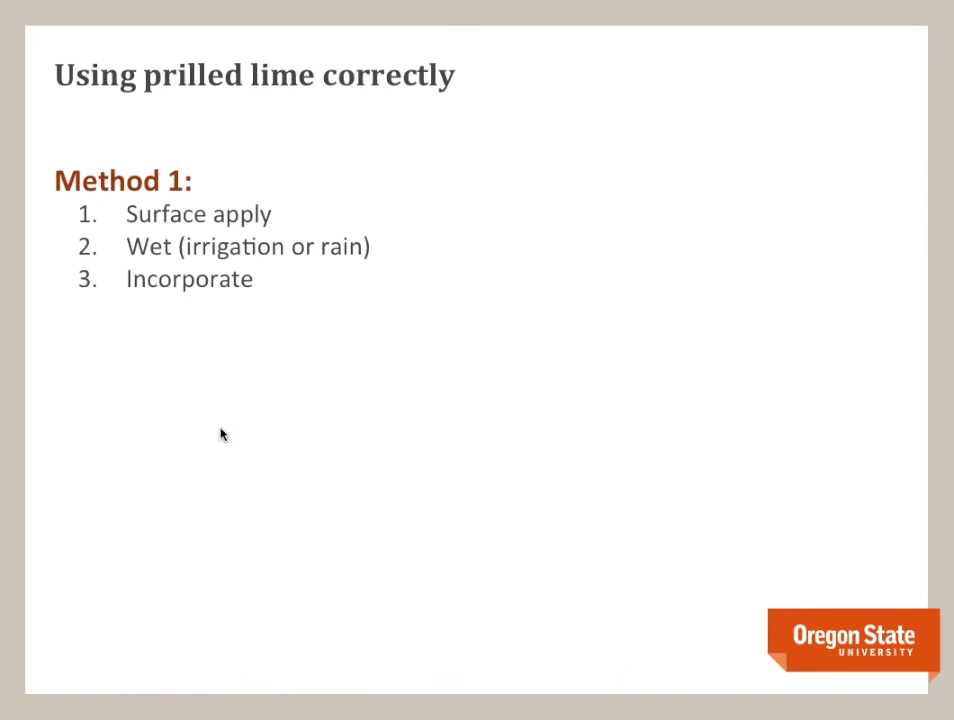 Using prilled lime correctly
Method 1:
1. Surface apply
2. Wet (irrigation or rain)
3. Incorporate
Oregon State
UNIVERSITY